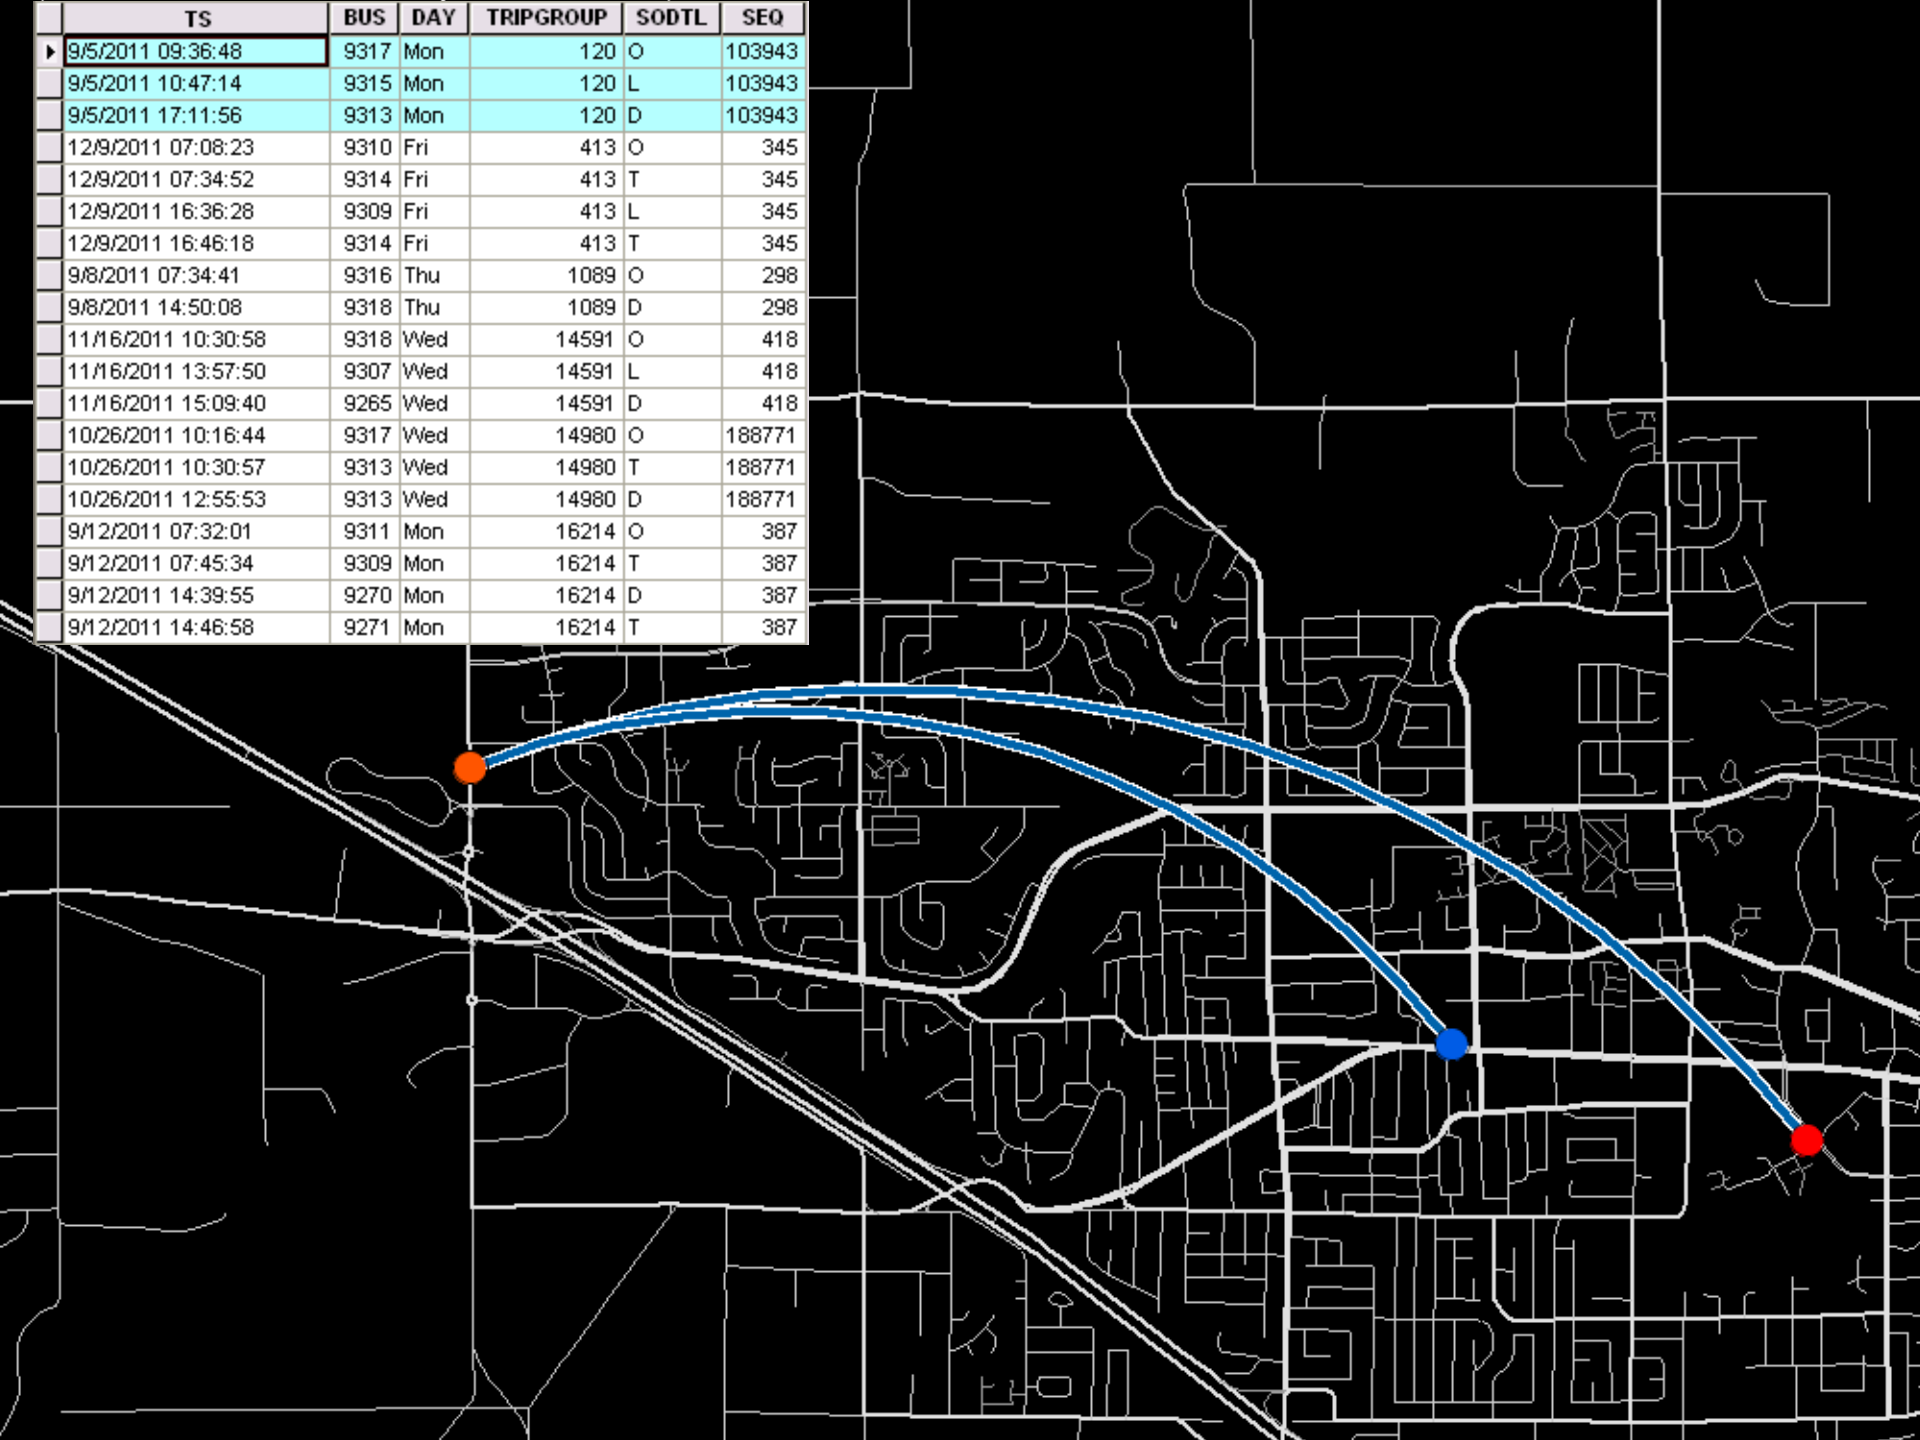 TS BUS DAY TRIPGROUP SODTL SEQ
9/5/2011 09:36:48 9317 Mon 120 O 103943
9/5/2011 10:47:14 9315 Mon 120 L 103943
9/5/2011 17:11:56 9313 Mon 120 D 103943
12/9/2011 07:08:23 9310 Fri 413 O 345
12/9/2011 07:34:52 9314 Fri 413 T 345
12/9/2011 16:36:28 9309 Fri 413 L 345
12/9/2011 16:46:18 9314 Fri 413 T 345
9/8/2011 07:34:41 9316 Thu 1089 O 298
9/8/2011 14:50:08 9318 Thu 1089 D 298
11/16/2011 10:30:58 9318 Wed 14591 O 418
11/16/2011 13:57:50 9307 Wed 14591 L 418
11/16/2011 15:09:40 9265 Wed 14591 D 418
10/26/2011 10:16:44 9317 Wed 14980 O 188771
10/26/2011 10:30:57 9313 Wed 14980 T 188771
10/26/2011 12:55:53 9313 Wed 14980 D 188771
9/12/2011 07:32:01 9311 Mon 16214 O 387
9/12/2011 07:45:34 9309 Mon 16214 T 387
9/12/2011 14:39:55 9270 Mon 16214 D 387
9/12/2011 14:46:58 9271 Mon 16214 T 387